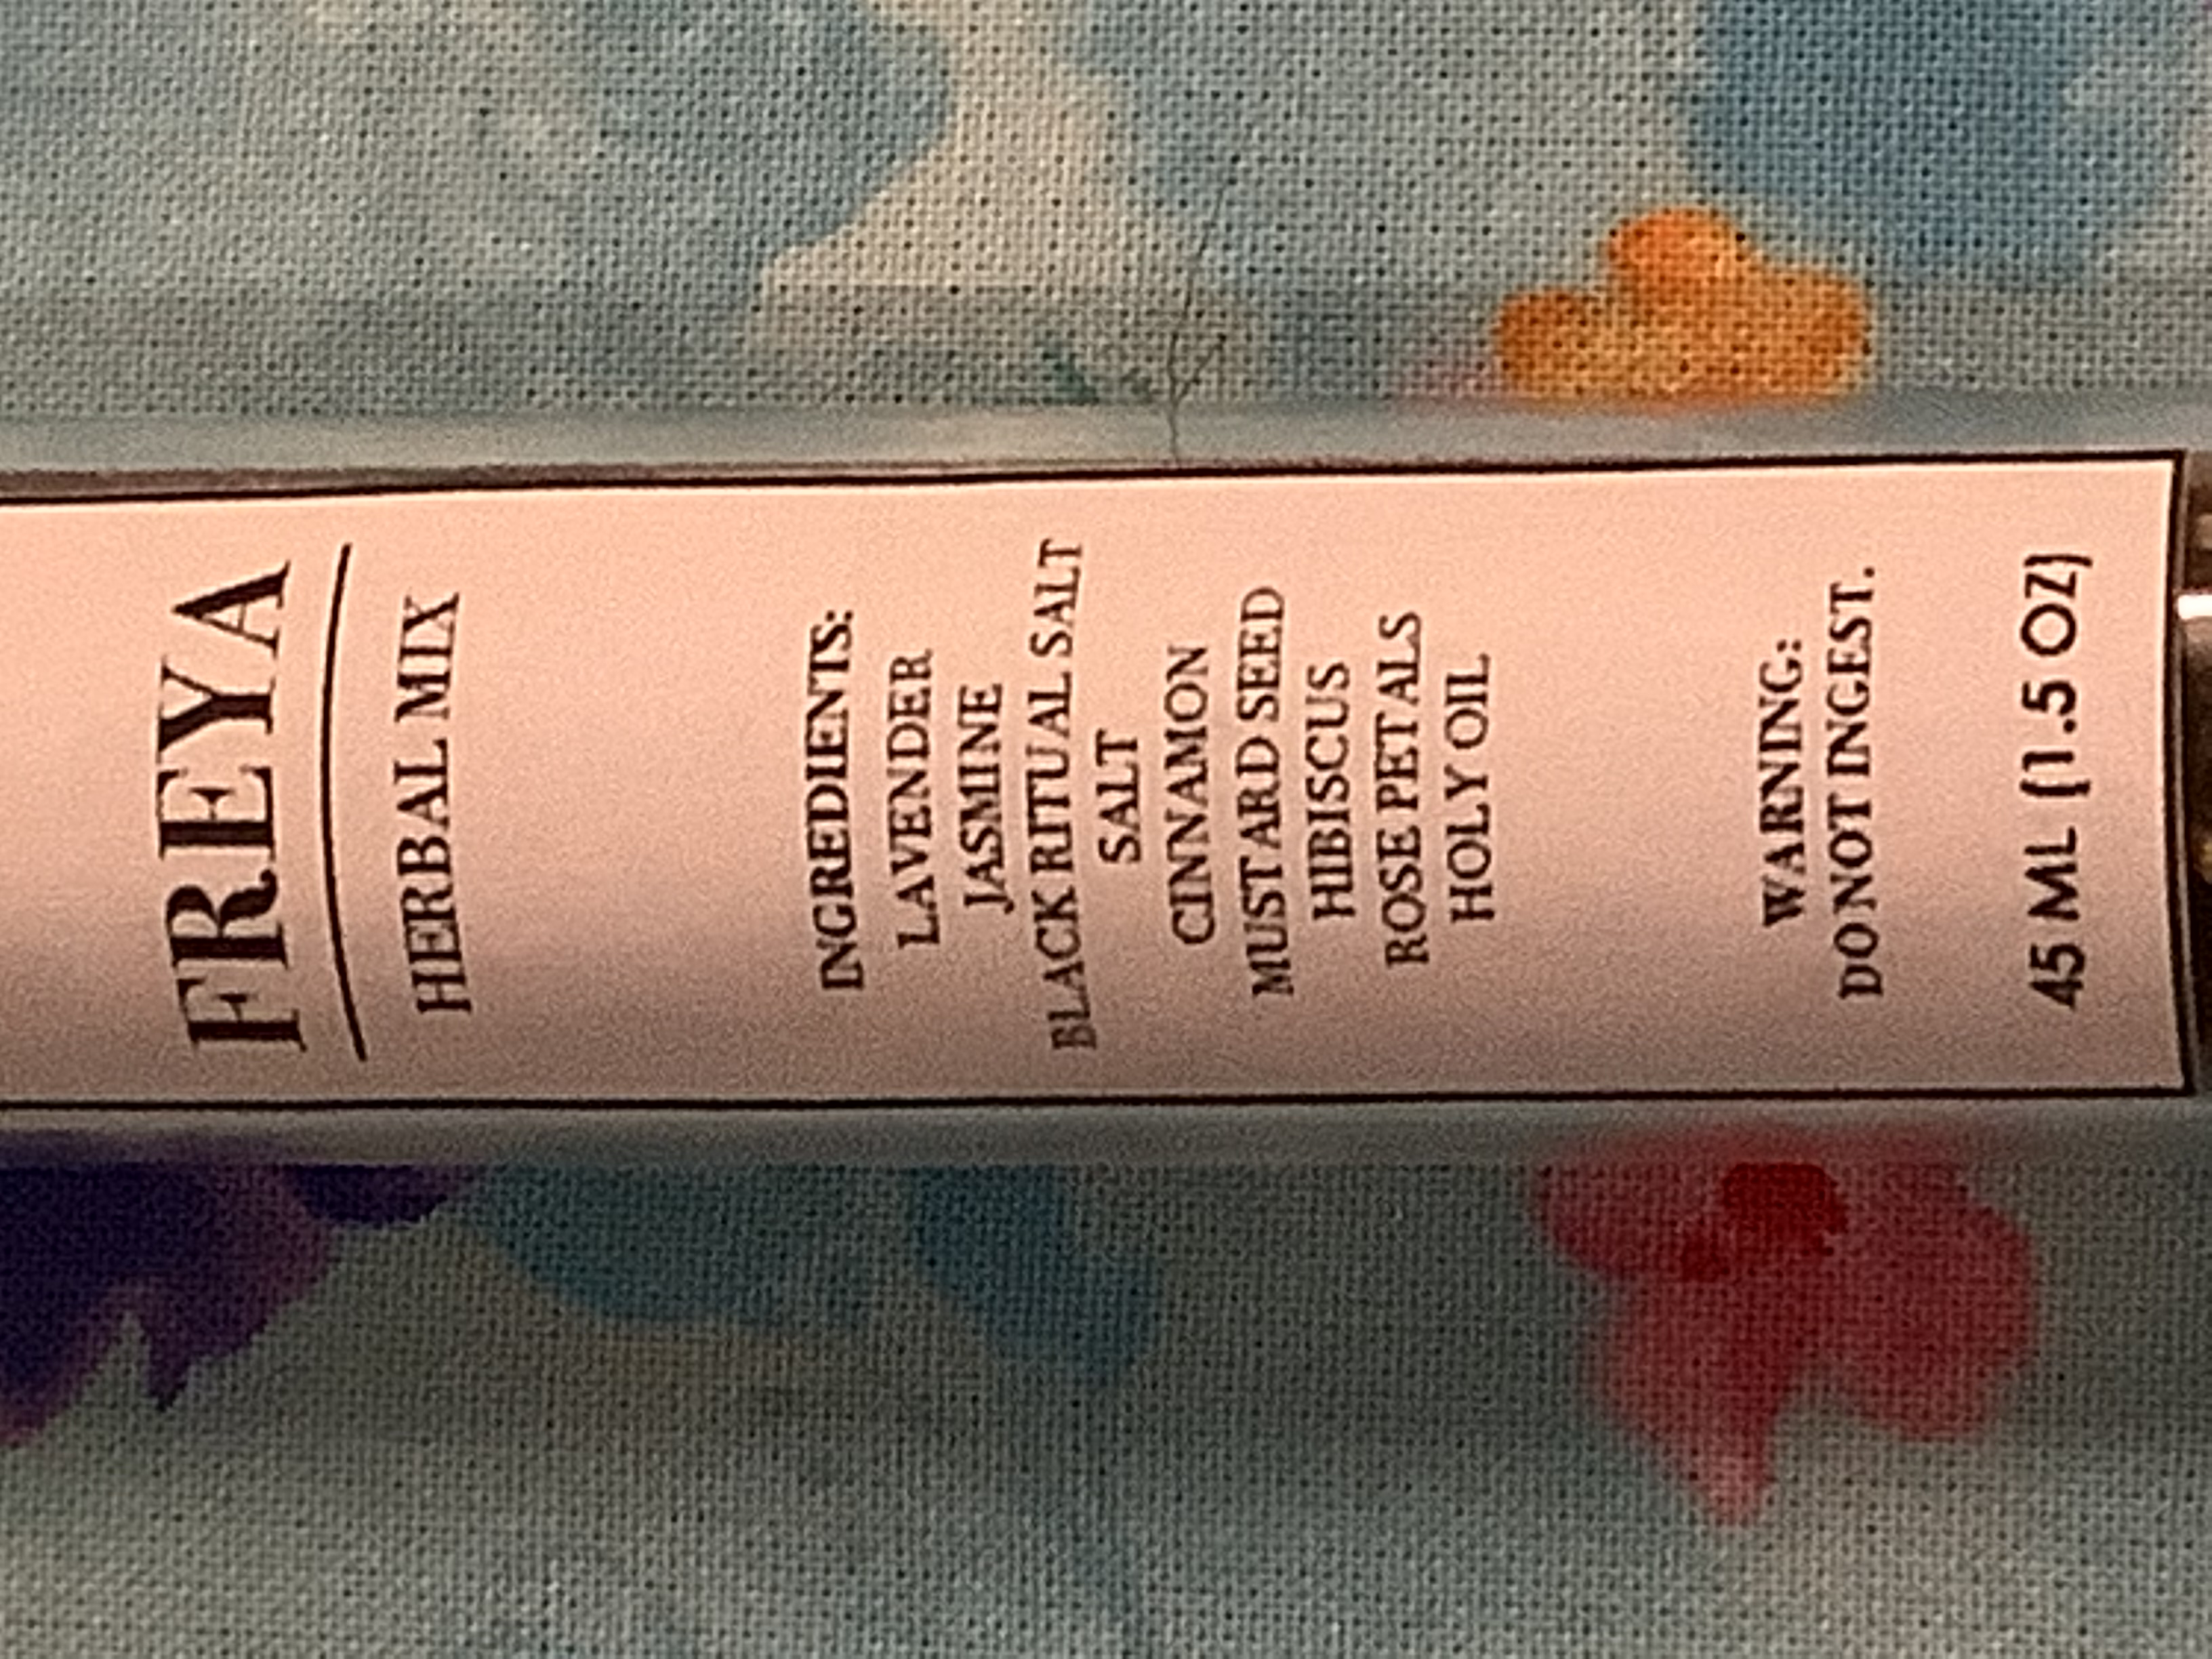 FREYA
HERBAL MIX
INGREDIENTS:
LAVENDER
JASMINE
BLACK RITUAL SALT
SALT
CINNAMON
MUSTARD SEED
HIBISCUS
ROSE PETALS
HOLY OIL
WARNING:
DO NOT INGEST.
45 ML (1.5 OZ)